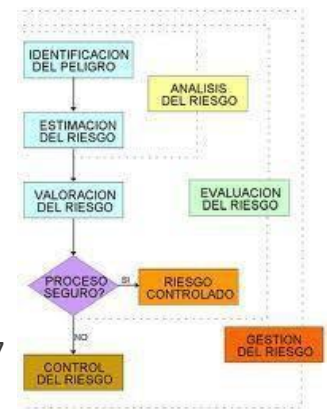 IDENTIFICACION
DEL PELIGRO
ANALISIS
DEL RIESGO
ESTIMACION
DEL RIESGO
VALORACION
DEL RIESGO
EVALUACION
DEL RIESGO
PROCESO
SEGURO?
SI
RIESGO
CONTROLADO
NO
GESTION
DEL RIESGO
7
CONTROL
DEL RIESGO